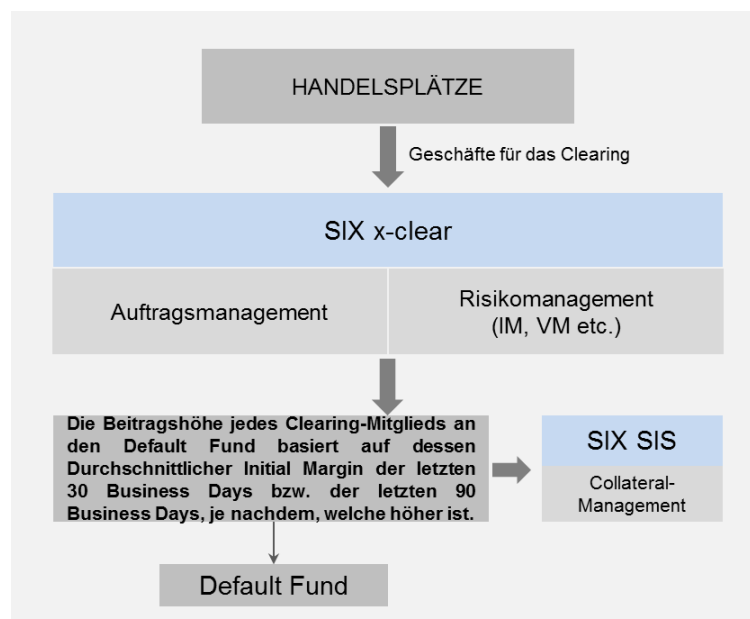 HANDELSPLÄTZE
Geschäfte für das Clearing
SIX x-clear
Auftragsmanagement
Risikomanagement
(IM, VM etc.)
Die Beitragshöhe jedes Clearing-Mitglieds an
den Default Fund basiert auf dessen
Durchschnittlicher Initial Margin der letzten
30 Business Days bzw. der letzten 90
Business Days, je nachdem, welche höher ist.
SIX SIS
Collateral-
Management
Default Fund